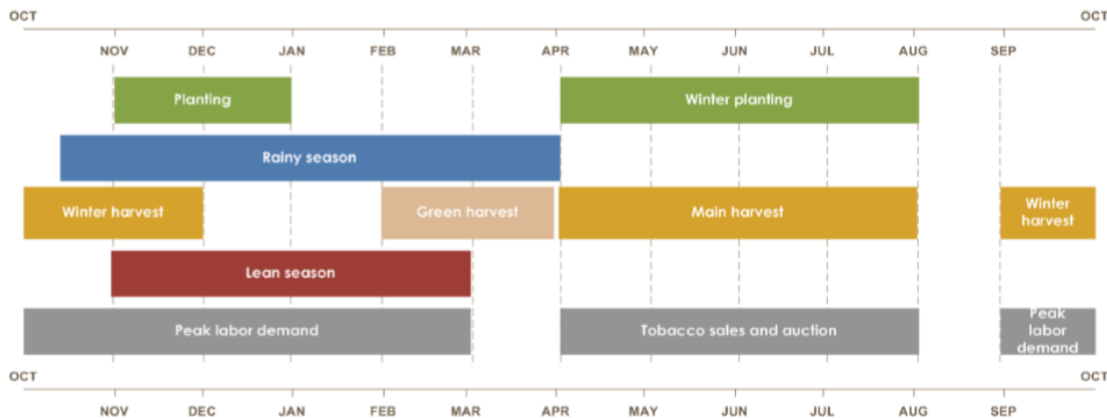 OCT OCT
NOV DEC JAN FEB MAR APR MAY JUN JUL AUG SEP
Planting Winter planting
Rainy season
Winter harvest Green harvest Main harvest Winter
harvest
Lean season
Peak labor demand Tobacco sales and auction Peak
labor
demand
OCT OCT
NOV DEC JAN FEB MAR APR MAY JUN JUL AUG SEP